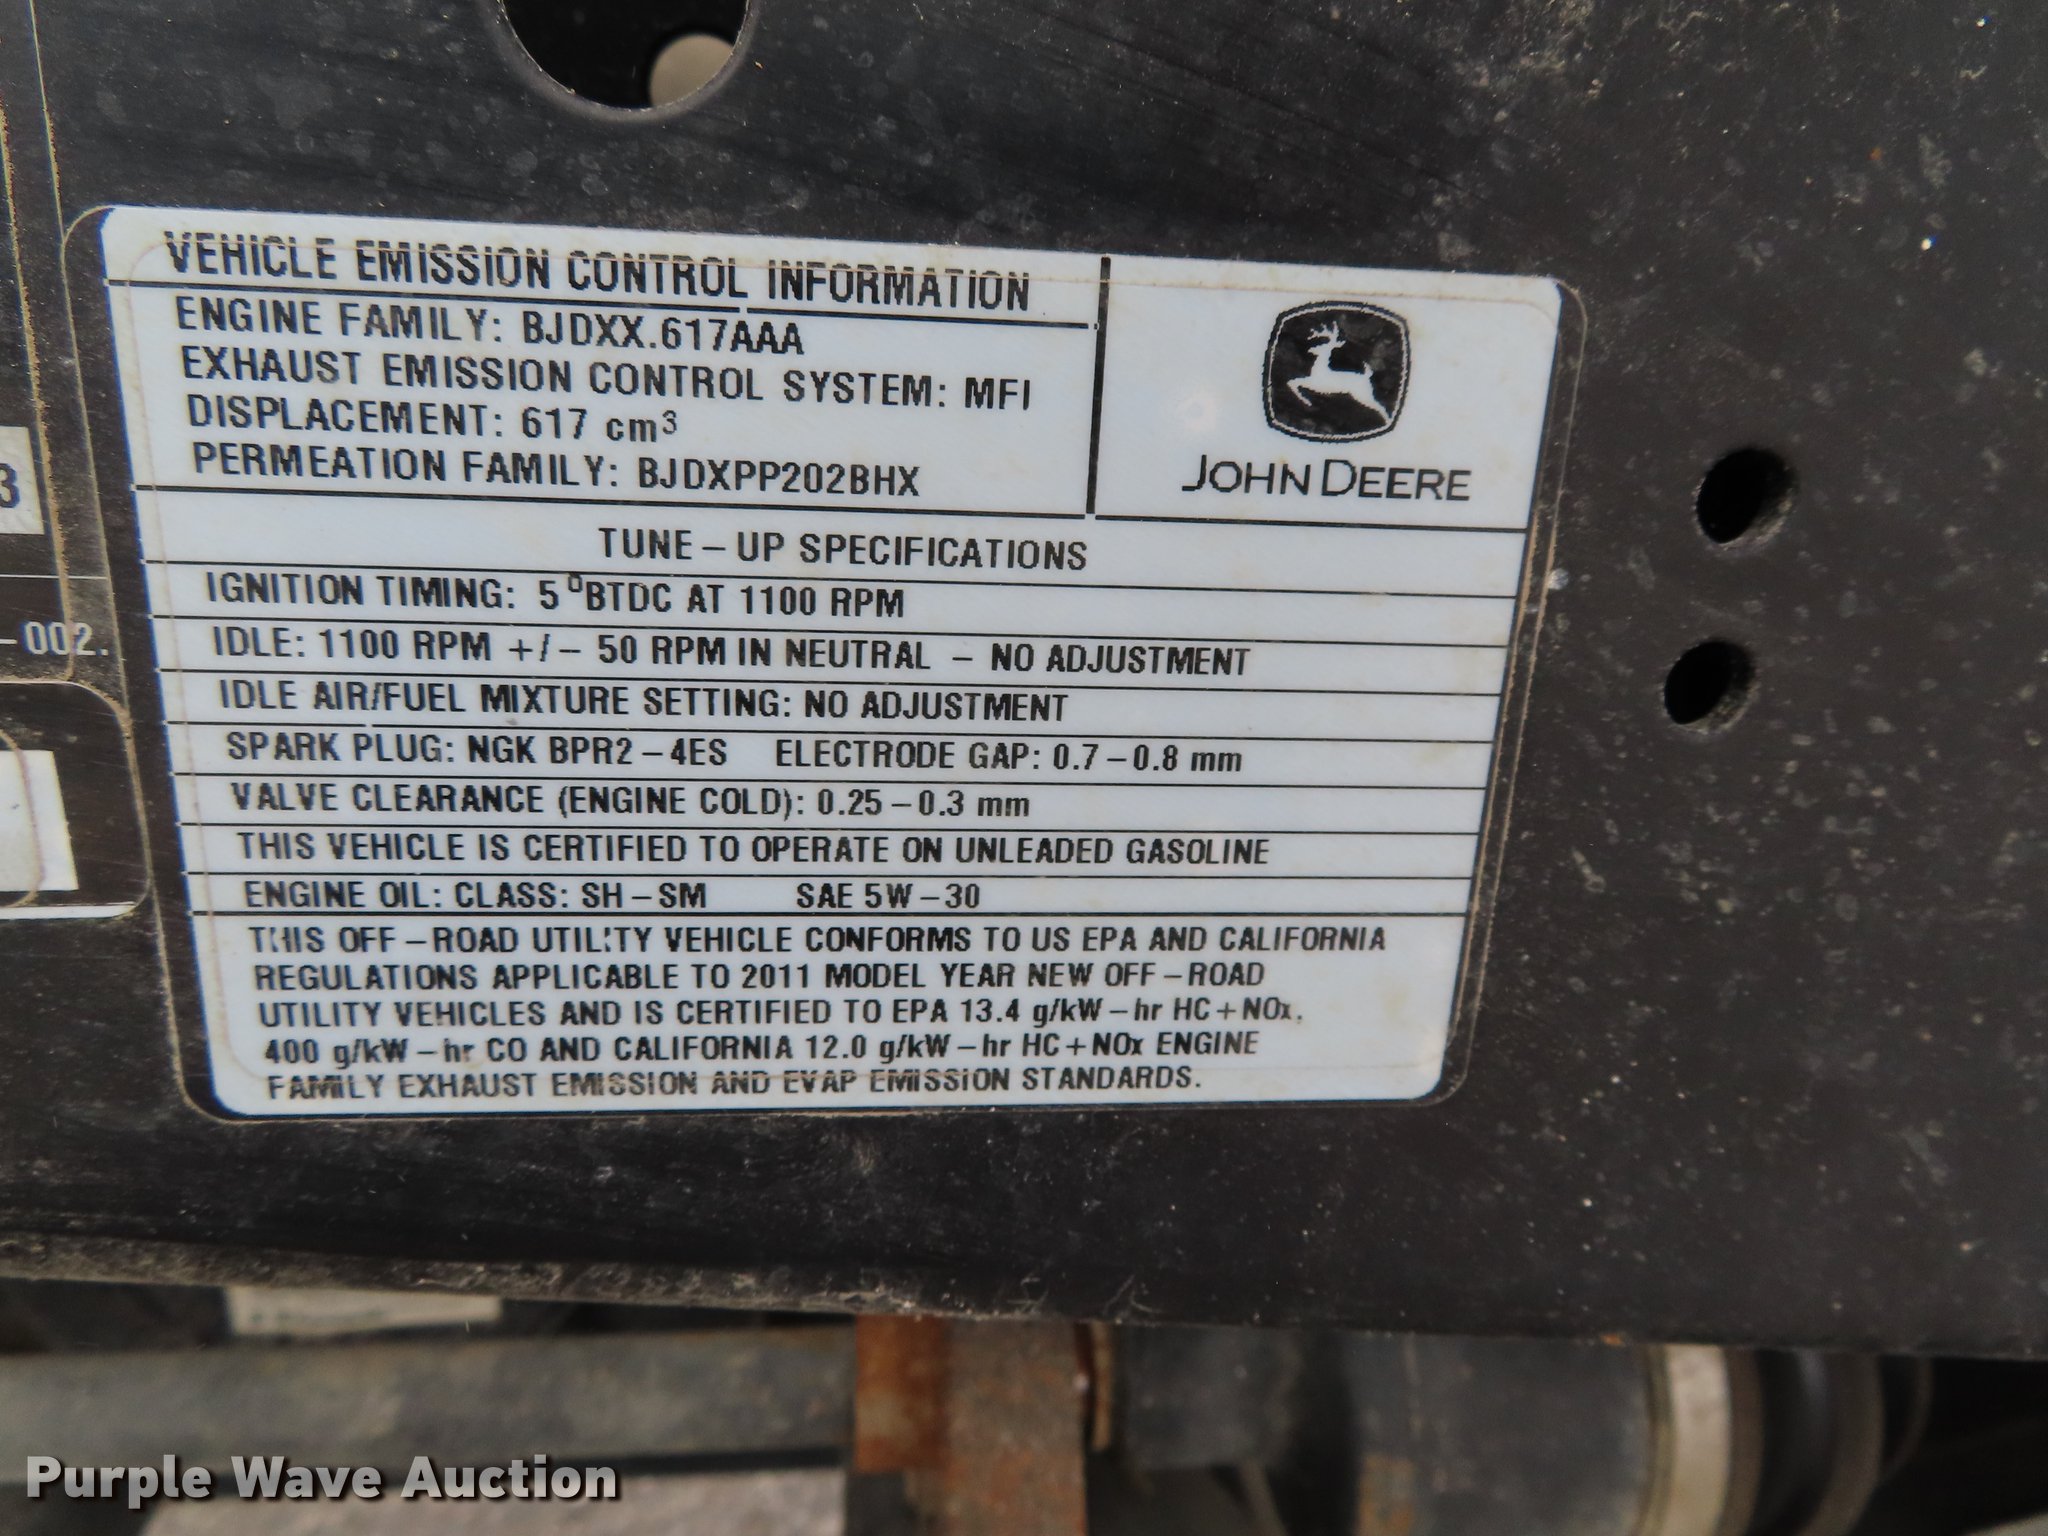 VEHICLE EMISSION CONTROL INFORMATION
ENGINE FAMILY: BJDXX.617AAA
EXHAUST EMISSION CONTROL SYSTEM: MFI
DISPLACEMENT: 617 cm³
PERMEATION FAMILY: BJDXPP202BHX
JOHN DEERE
TUNE-UP SPECIFICATIONS
IGNITION TIMING: 5°BTDC AT 1100 RPM
IDLE: 1100 RPM +/- 50 RPM IN NEUTRAL - NO ADJUSTMENT
IDLE AIR/FUEL MIXTURE SETTING: NO ADJUSTMENT
SPARK PLUG: NGK BPR2-4ES ELECTRODE GAP: 0.7-0.8 mm
VALVE CLEARANCE (ENGINE COLD): 0.25-0.3 mm
THIS VEHICLE IS CERTIFIED TO OPERATE ON UNLEADED GASOLINE
ENGINE OIL: CLASS: SH-SM SAE 5W-30
THIS OFF-ROAD UTILITY VEHICLE CONFORMS TO US EPA AND CALIFORNIA
REGULATIONS APPLICABLE TO 2011 MODEL YEAR NEW OFF-ROAD
UTILITY VEHICLES AND IS CERTIFIED TO EPA 13.4 g/kW-hr HC+NOx.
400 g/kW-hr CO AND CALIFORNIA 12.0 g/kW-hr HC+NOx ENGINE
FAMILY EXHAUST EMISSION AND EVAP EMISSION STANDARDS.
3
-002.
Purple Wave Auction